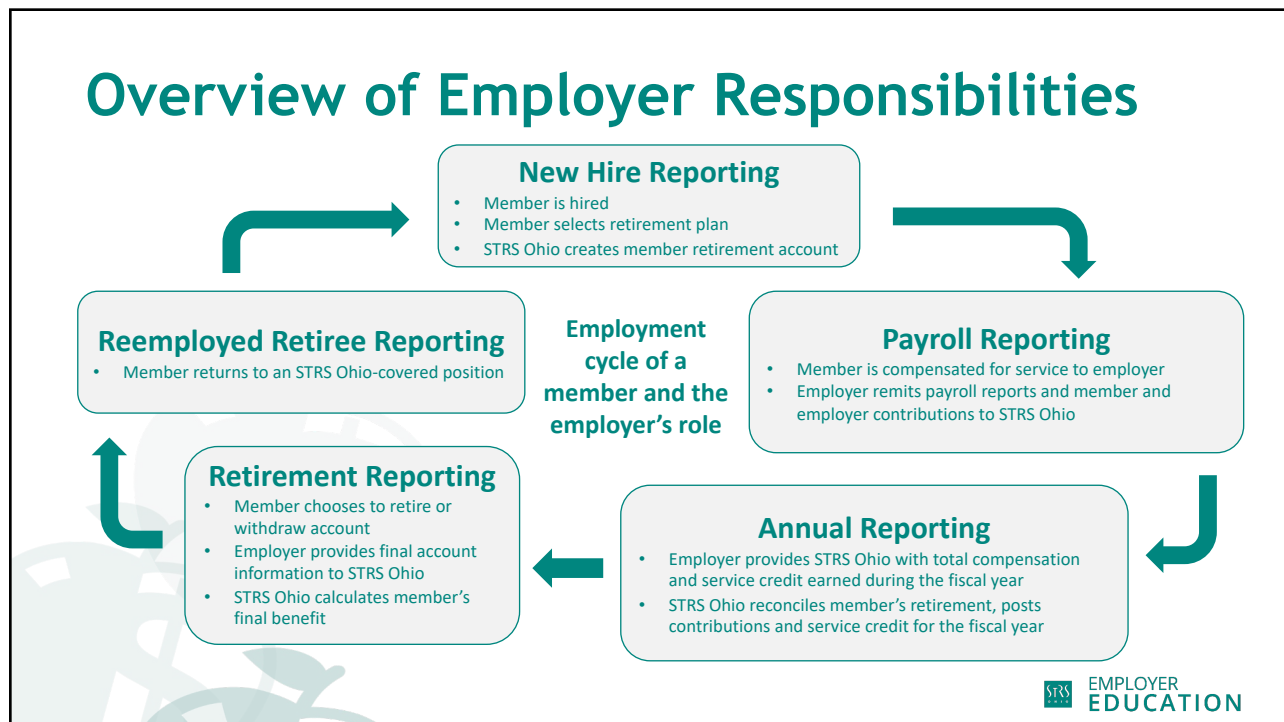 Overview of Employer Responsibilities
New Hire Reporting
• Member is hired
• Member selects retirement plan
• STRS Ohio creates member retirement account
Employment
cycle of a
member and the
employer's role
Payroll Reporting
• Member is compensated for service to employer
• Employer remits payroll reports and member and
employer contributions to STRS Ohio
Annual Reporting
• Employer provides STRS Ohio with total compensation
and service credit earned during the fiscal year
• STRS Ohio reconciles member's retirement, posts
contributions and service credit for the fiscal year
Retirement Reporting
• Member chooses to retire or
withdraw account
• Employer provides final account
information to STRS Ohio
• STRS Ohio calculates member's
final benefit
Reemployed Retiree Reporting
• Member returns to an STRS Ohio-covered position
STRS
OHIO
EMPLOYER
EDUCATION